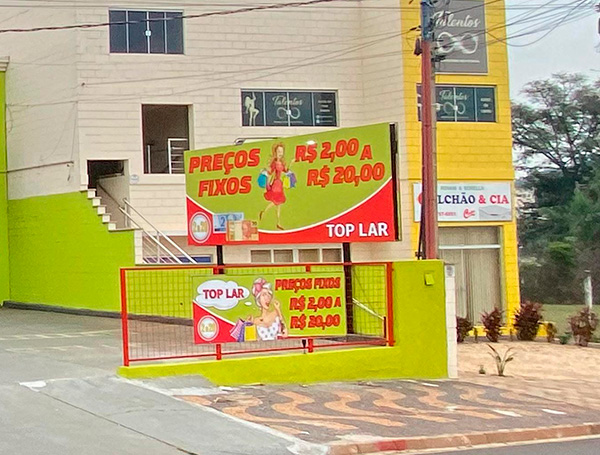 Talentos
Talentos
Talentos
PREÇOS
FIXOS
R$ 2,00 A
R$ 20,00
TOP LAR
LCHÃO & CIA
TOP LAR
PREÇOS FIXOS
R$ 2,00 A
R$ 20,00